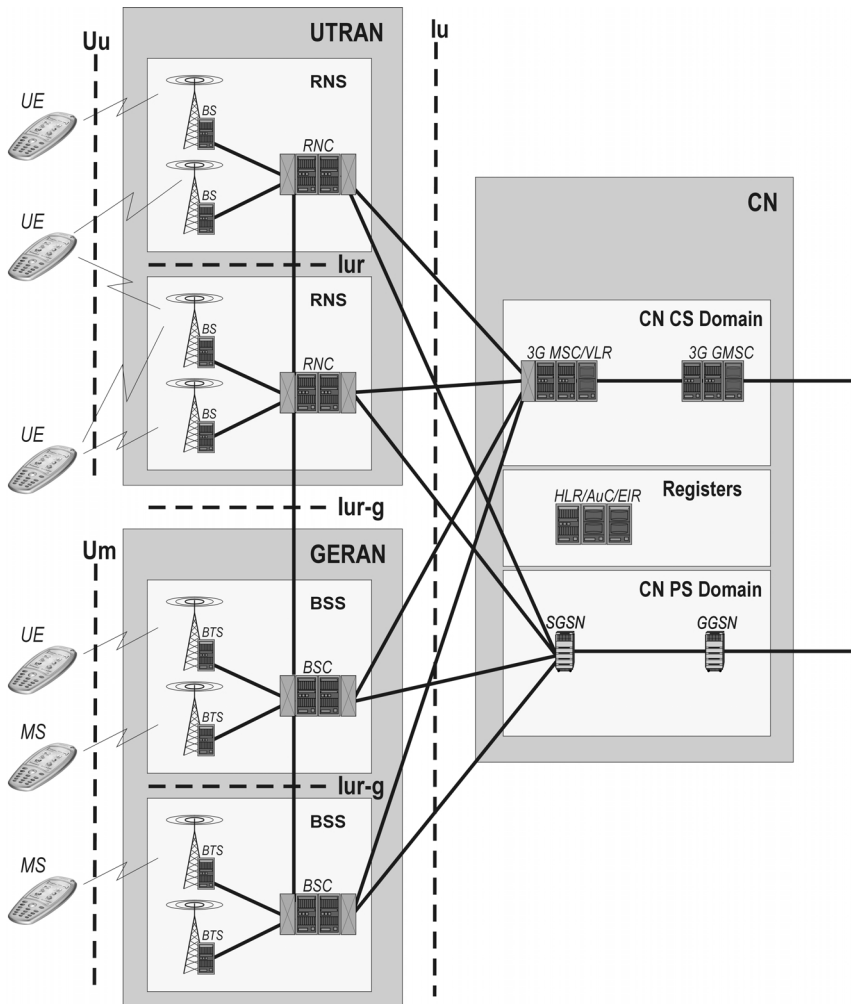 UTRAN
Iu
Uu
RNS
UE
BS
RNC
BS
CN
UE
Iur
RNS
CN CS Domain
BS
3G MSC/VLR
3G GMSC
RNC
BS
UE
Registers
HLR/AuC/EIR
Iur-g
Um
GERAN
CN PS Domain
BSS
SGSN
GGSN
UE
BTS
BSC
BTS
MS
Iur-g
BSS
MS
BTS
BSC
BTS